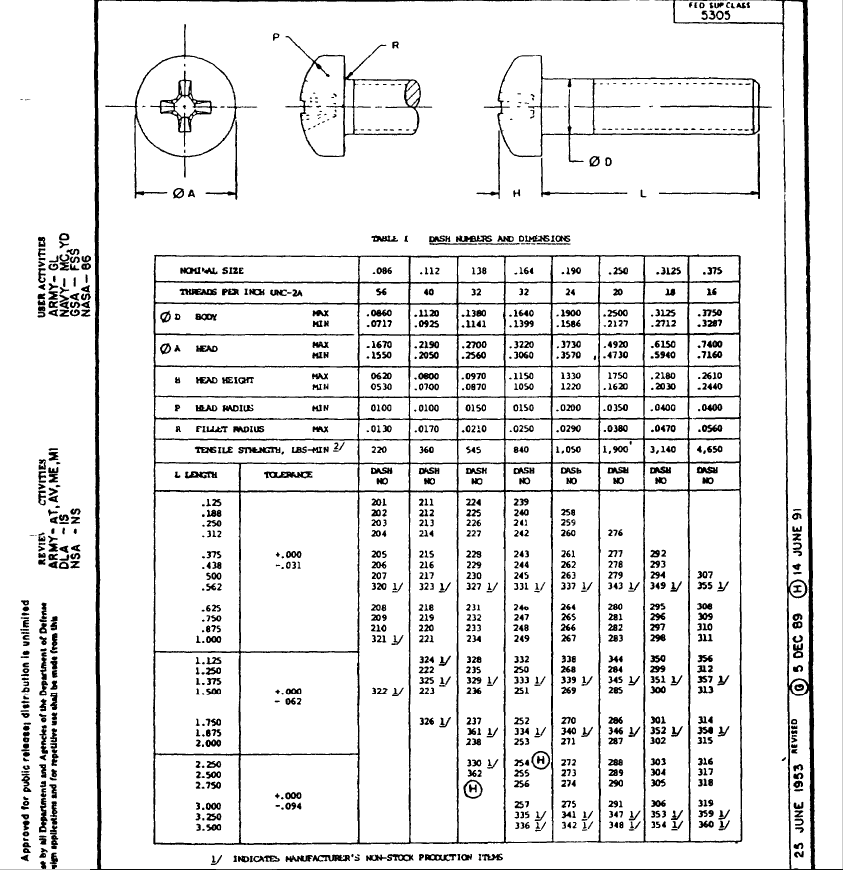 FED SUP CLASS
5305
P
R
Ø D
Ø A
H
L
TABLE I DASH NUMBERS AND DIMENSIONS
NOMINAL SIZE .086 .112 138 .164 .190 .250 .3125 .375
THREADS PER INCH UNC-2A 56 40 32 32 24 20 18 16
Ø D BODY MAX .0860 .1120 .1380 .1640 .1900 .2500 .3125 .3750
MIN .0717 .0925 .1141 .1399 .1586 .2127 .2712 .3287
Ø A HEAD MAX .1670 .2190 .2700 .3220 .3730 .4920 .6150 .7400
MIN .1550 .2050 .2560 .3060 .3570 .4730 .5940 .7160
H HEAD HEIGHT MAX 0620 .0800 .0970 .1150 1330 1750 .2180 .2610
MIN 0530 .0700 .0870 1050 1220 .1620 .2030 .2440
P HEAD RADIUS MIN 0100 .0100 0150 0150 .0200 .0350 .0400 .0400
R FILLET RADIUS MAX .0130 .0170 .0210 .0250 .0290 .0380 .0470 .0560
TENSILE STRENGTH, LBS-MIN 2/ 220 360 545 840 1,050 1,900 3,140 4,650
L LENGTH TOLERANCE DASH DASH DASH DASH DASH DASH DASH DASH
NO NO NO NO NO NO NO NO
.125 201 211 224 239
.188 202 212 225 240 258
.250 203 213 226 241 259
.312 204 214 227 242 260 276
.375 +.000 205 215 228 243 261 277 292
.438 -.031 206 216 229 244 262 278 293
500 207 217 230 245 263 279 294 307
.562 320 1/ 323 1/ 327 1/ 331 1/ 337 1/ 343 1/ 349 1/ 355 1/
.625 208 218 231 246 264 280 295 308
.750 209 219 232 247 265 281 296 309
.875 210 220 233 248 266 282 297 310
1.000 321 1/ 221 234 249 267 283 298 311
1.125 324 1/ 328 332 338 344 350 356
1.250 222 235 250 268 284 299 312
1.375 325 1/ 329 1/ 333 1/ 339 1/ 345 1/ 351 1/ 357 1/
1.500 +.000 322 1/ 223 236 251 269 285 300 313
- 062
1.750 326 1/ 237 252 270 286 301 314
1.875 361 1/ 334 1/ 340 1/ 346 1/ 352 1/ 358 1/
2.000 238 253 271 287 302 315
2.250 330 1/ 254 H 272 288 303 316
2.500 362 255 273 289 304 317
2.750 H 256 274 290 305 318
+.000
3.000 -.094 257 275 291 306 319
3.250 335 1/ 341 1/ 347 1/ 353 1/ 359 1/
3.500 336 1/ 342 1/ 348 1/ 354 1/ 360 1/
1/ INDICATES MANUFACTURER'S NON-STOCK PRODUCTION ITEMS
USER ACTIVITIES
ARMY- GL
NAVY- MC, YD
GSA - FSS
NASA- 86
CTIVITIES
ARMY- AT, AV, ME, MI
DLA - IS
NSA - NS
Approved for public release; distribution is unlimited
by all Departments and Agencies of the Department of Defense
applications and for repetitive use shall be made from this
25 JUNE 1953 REVISED G 5 DEC 89 H 14 JUNE 91